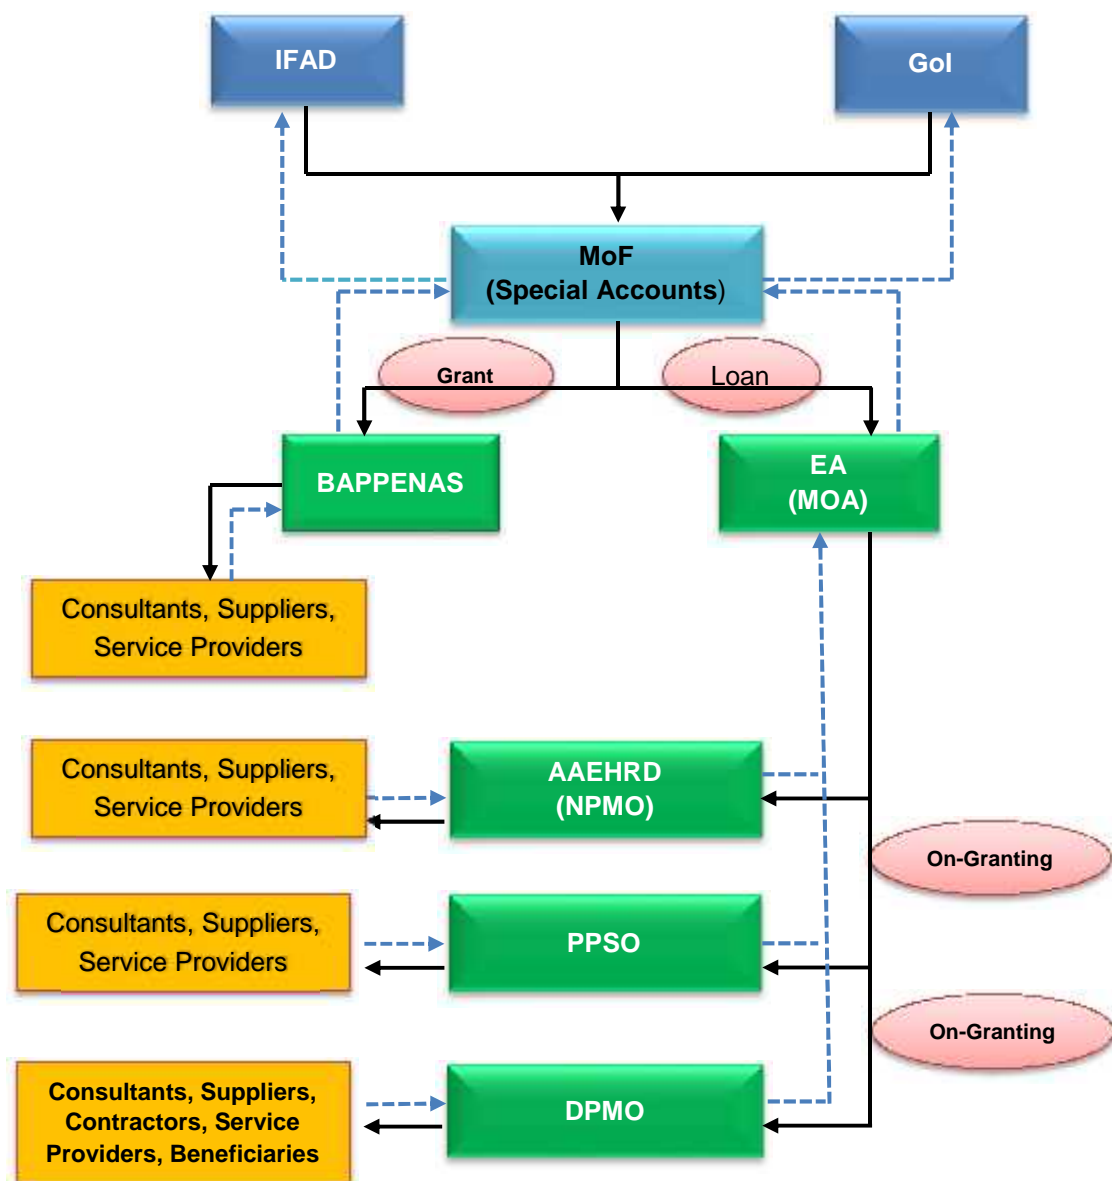 IFAD
GoI
MoF
(Special Accounts)
Grant
Loan
BAPPENAS
EA
(MOA)
Consultants, Suppliers,
Service Providers
Consultants, Suppliers,
Service Providers
AAEHRD
(NPMO)
On-Granting
Consultants, Suppliers,
Service Providers
PPSO
On-Granting
Consultants, Suppliers,
Contractors, Service
Providers, Beneficiaries
DPMO